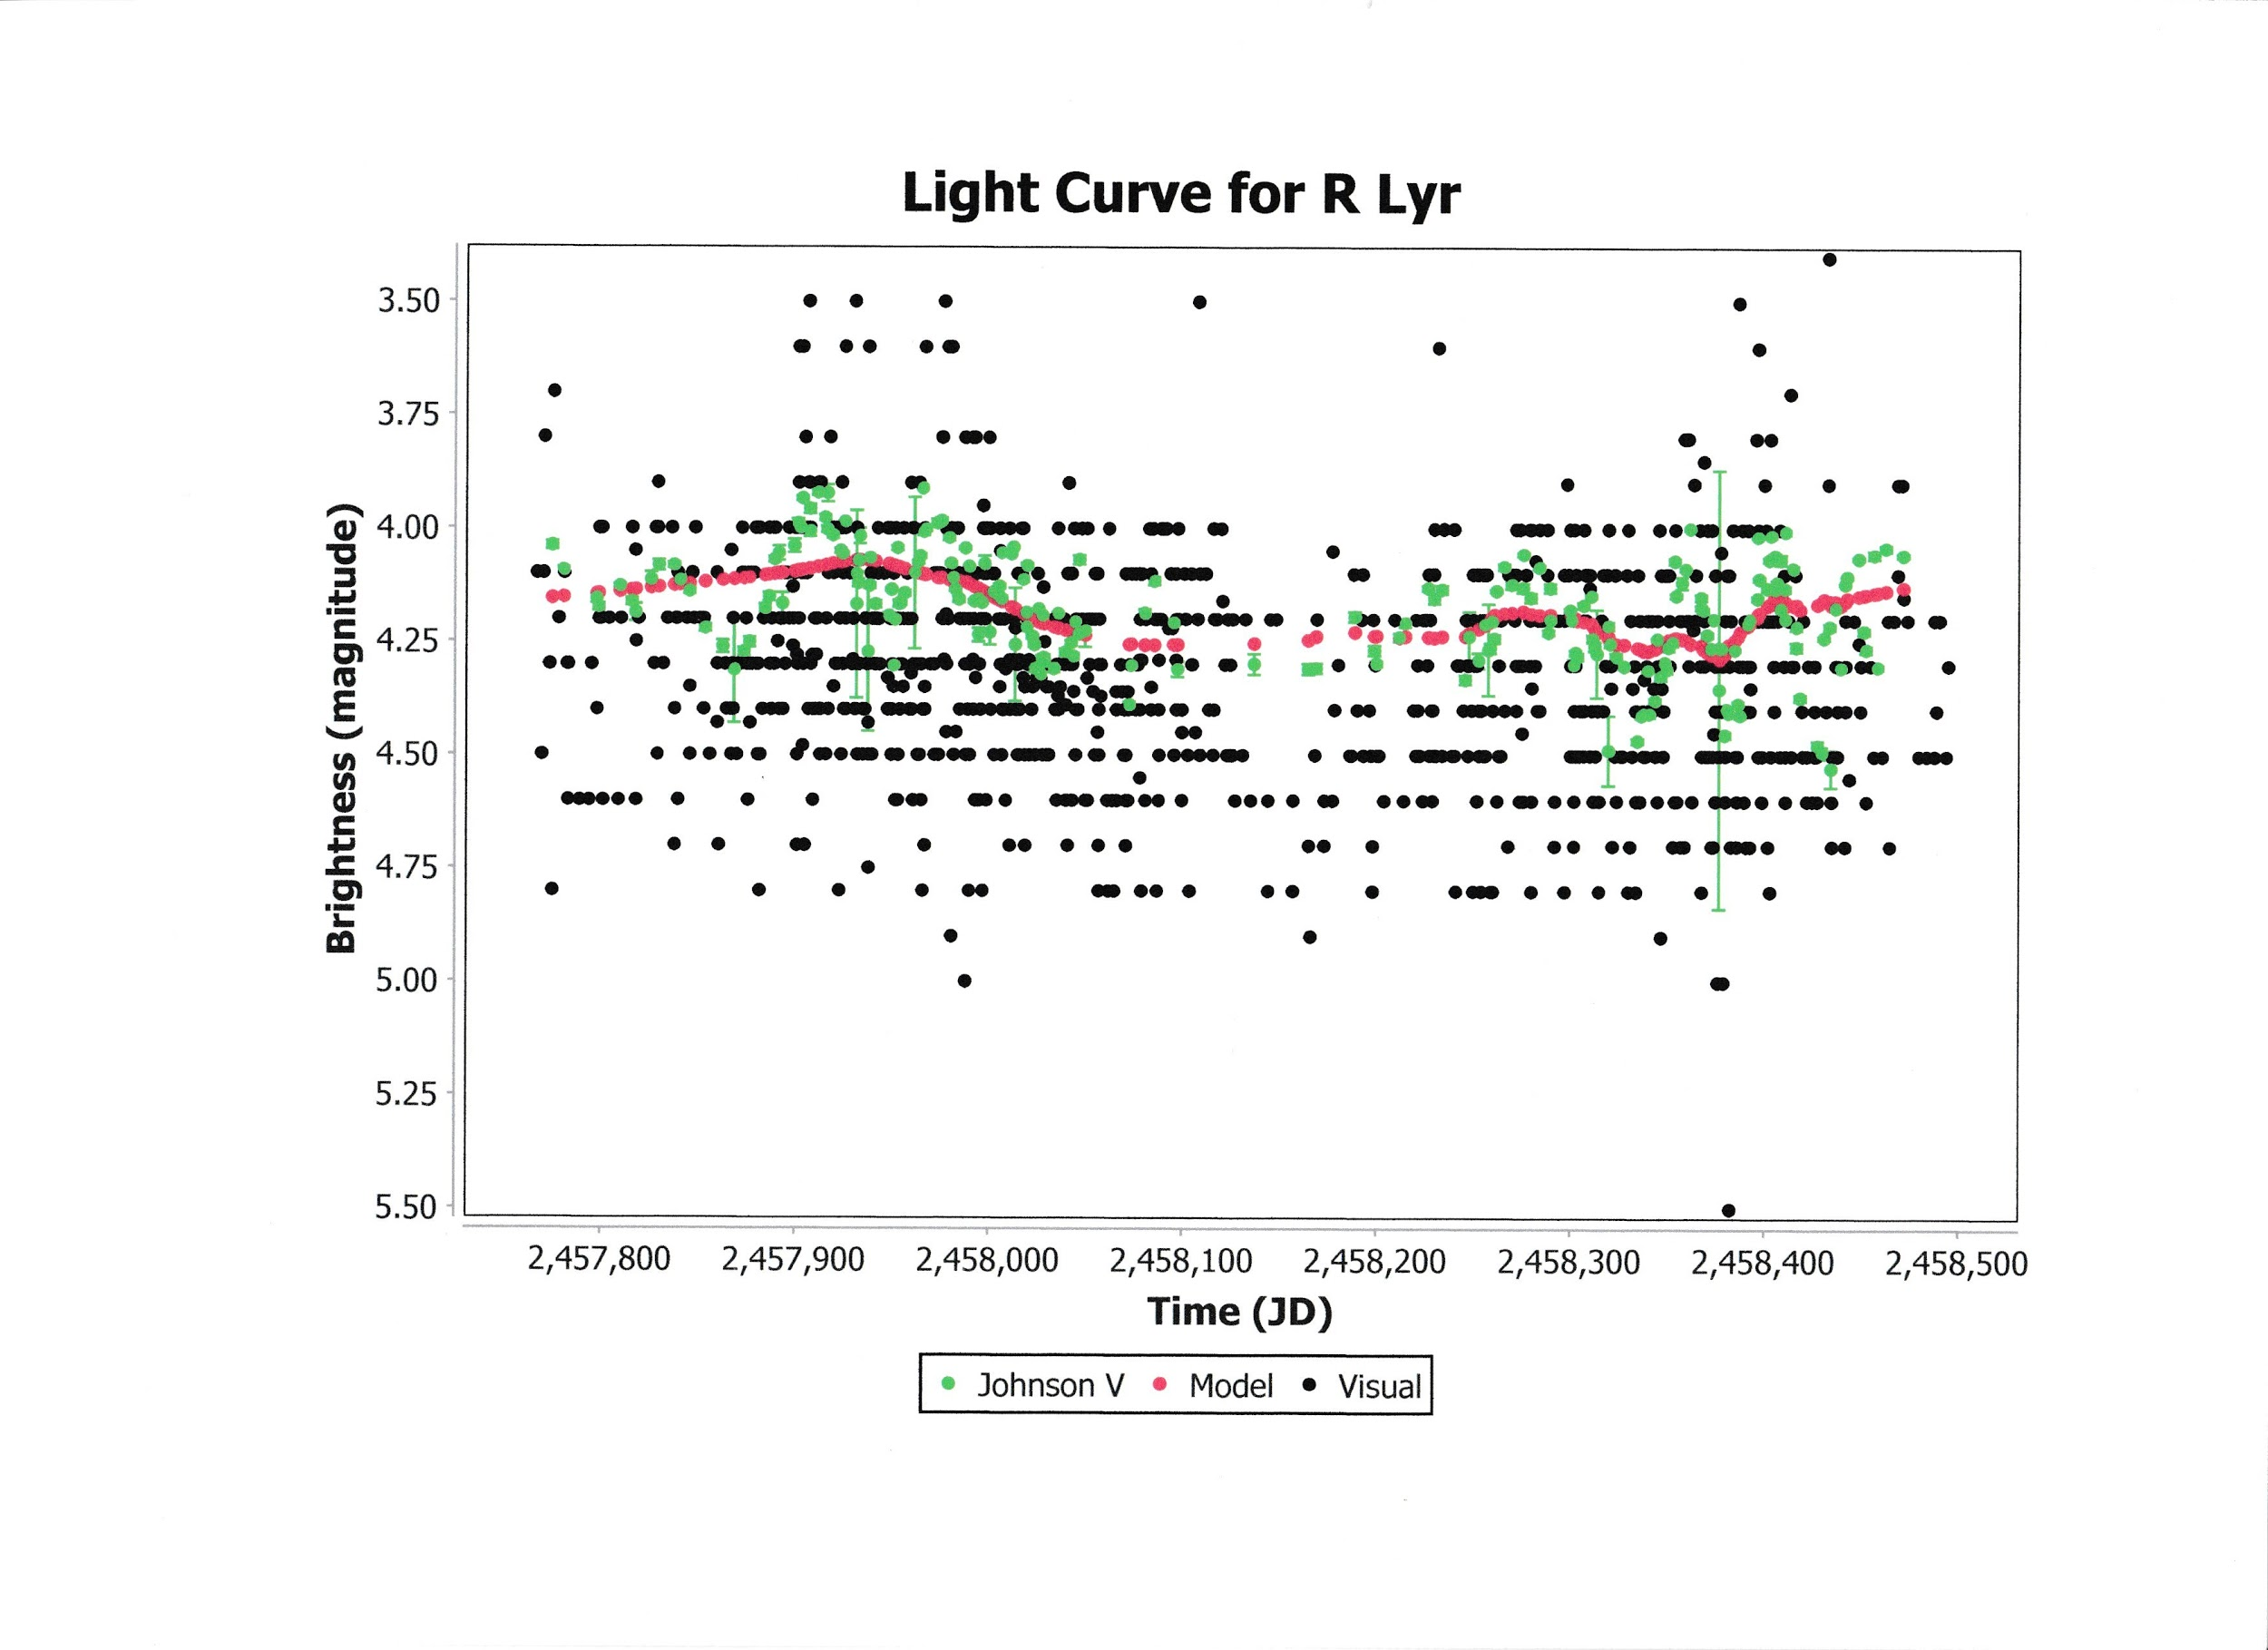 Light Curve for R Lyr
Brightness (magnitude)
3.50
3.75
4.00
4.25
4.50
4.75
5.00
5.25
5.50
2,457,800 2,457,900 2,458,000 2,458,100 2,458,200 2,458,300 2,458,400 2,458,500
Time (JD)
Johnson V Model Visual